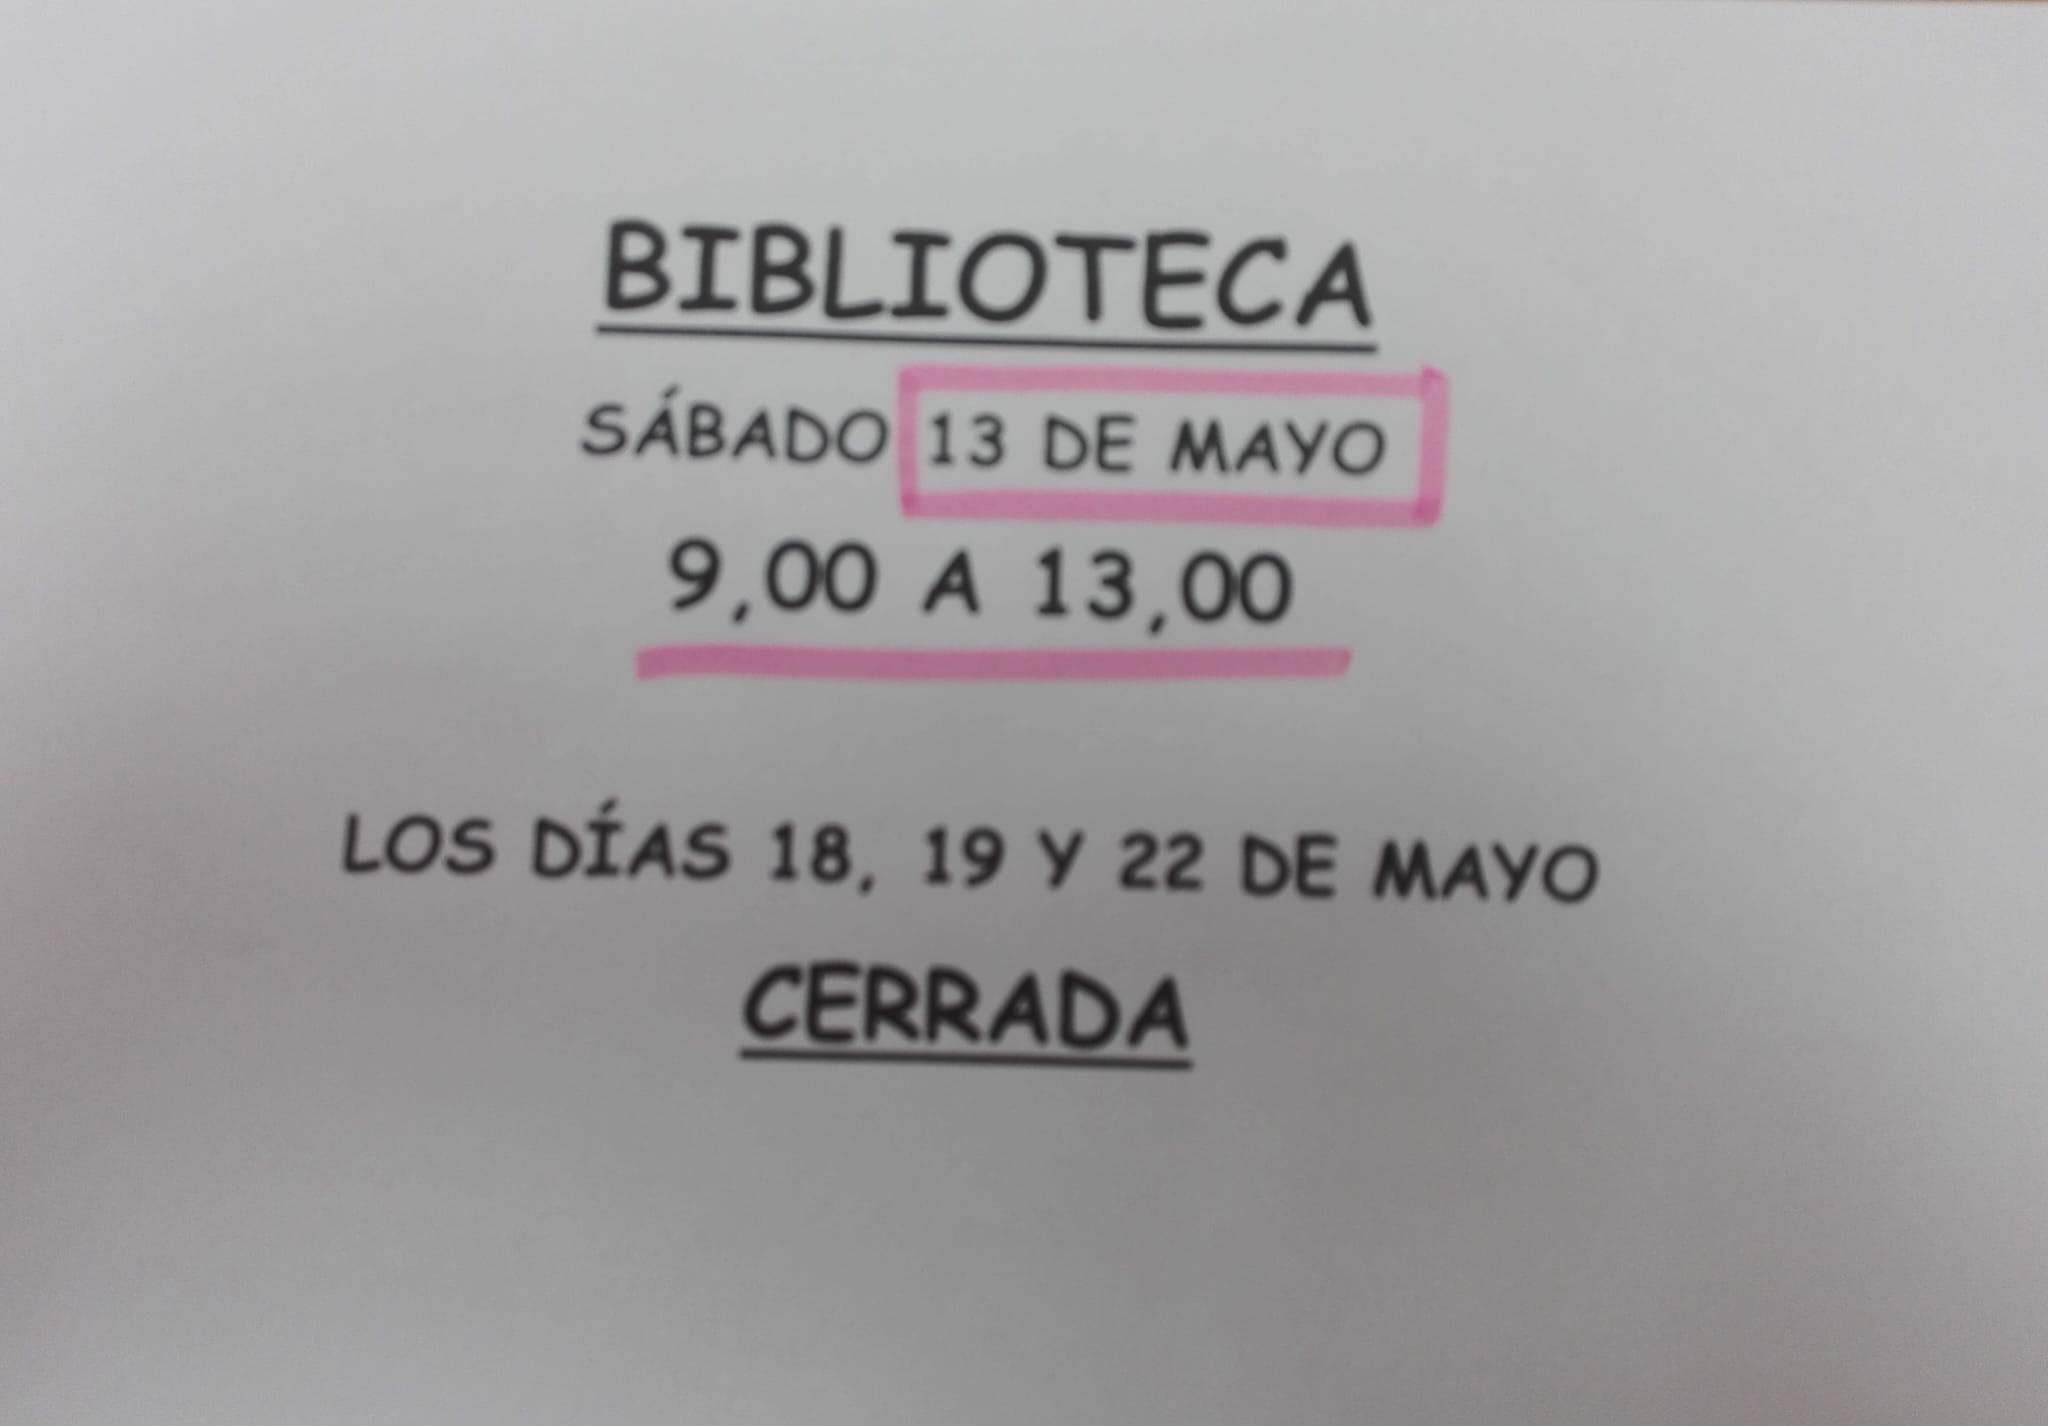 BIBLIOTECA
SÁBADO 13 DE MAYO
9,00 A 13,00
LOS DÍAS 18, 19 Y 22 DE MAYO
CERRADA